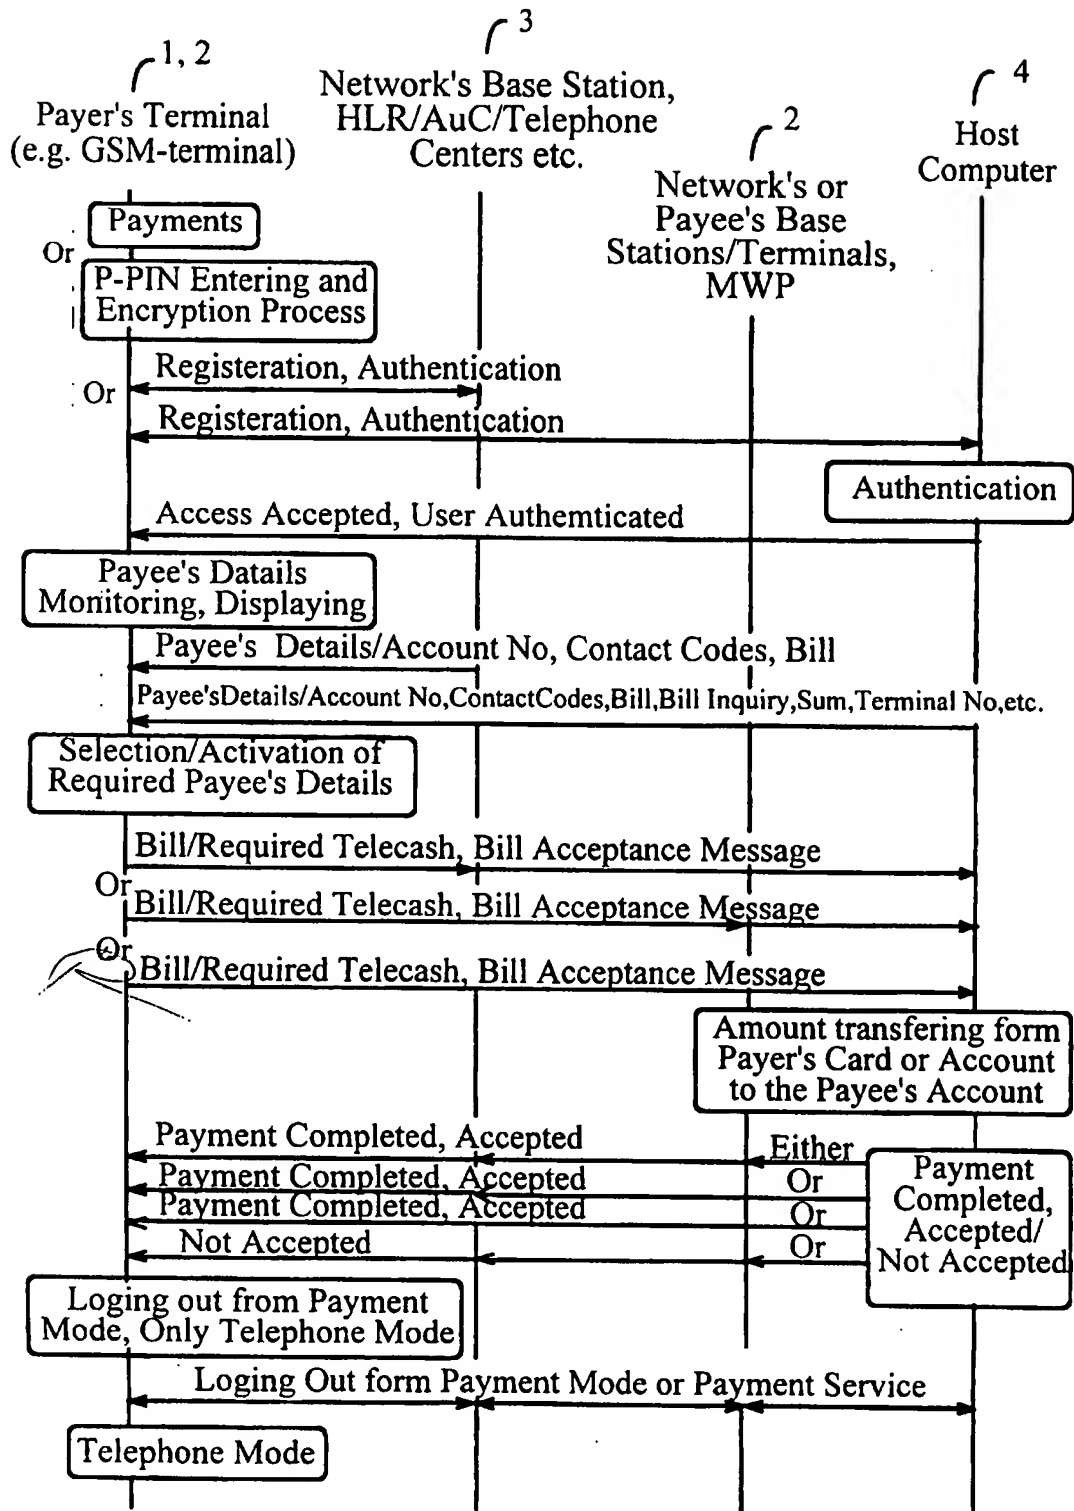 1, 2
Payer's Terminal
(e.g. GSM-terminal)
3
Network's Base Station,
HLR/AuC/Telephone
Centers etc.
2
Network's or
Payee's Base
Stations/Terminals,
MWP
4
Host
Computer
Payments
Or
P-PIN Entering and
Encryption Process
Registeration, Authentication
Or
Registeration, Authentication
Authentication
Access Accepted, User Authemticated
Payee's Datails
Monitoring, Displaying
Payee's Details/Account No, Contact Codes, Bill
Payee'sDetails/Account No,ContactCodes,Bill,Bill Inquiry,Sum,Terminal No,etc.
Selection/Activation of
Required Payee's Details
Bill/Required Telecash, Bill Acceptance Message
Or
Bill/Required Telecash, Bill Acceptance Message
Or
Bill/Required Telecash, Bill Acceptance Message
Amount transfering form
Payer's Card or Account
to the Payee's Account
Payment Completed, Accepted
Either
Payment Completed, Accepted
Or
Payment Completed, Accepted
Or
Not Accepted
Or
Payment
Completed,
Accepted/
Not Accepted
Loging out from Payment
Mode, Only Telephone Mode
Loging Out form Payment Mode or Payment Service
Telephone Mode